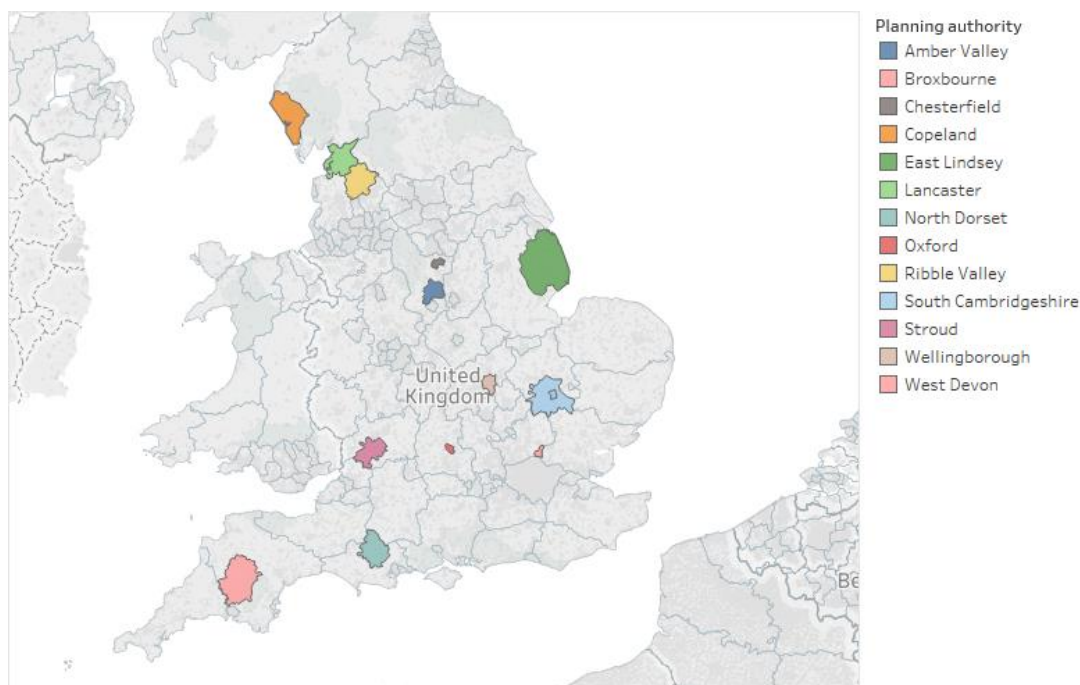 Planning authority
Amber Valley
Broxbourne
Chesterfield
Copeland
East Lindsey
Lancaster
North Dorset
Oxford
Ribble Valley
South Cambridgeshire
Stroud
Wellingborough
West Devon
United
Kingdom
Be